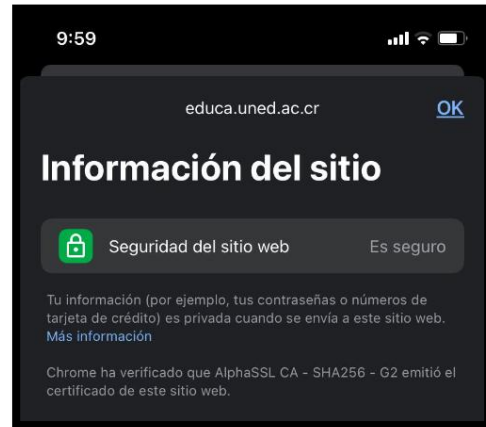 9:59
educa.uned.ac.cr OK
Información del sitio
Seguridad del sitio web Es seguro
Tu información (por ejemplo, tus contraseñas o números de
tarjeta de crédito) es privada cuando se envía a este sitio web.
Más información
Chrome ha verificado que AlphaSSL CA - SHA256 - G2 emitió el
certificado de este sitio web.